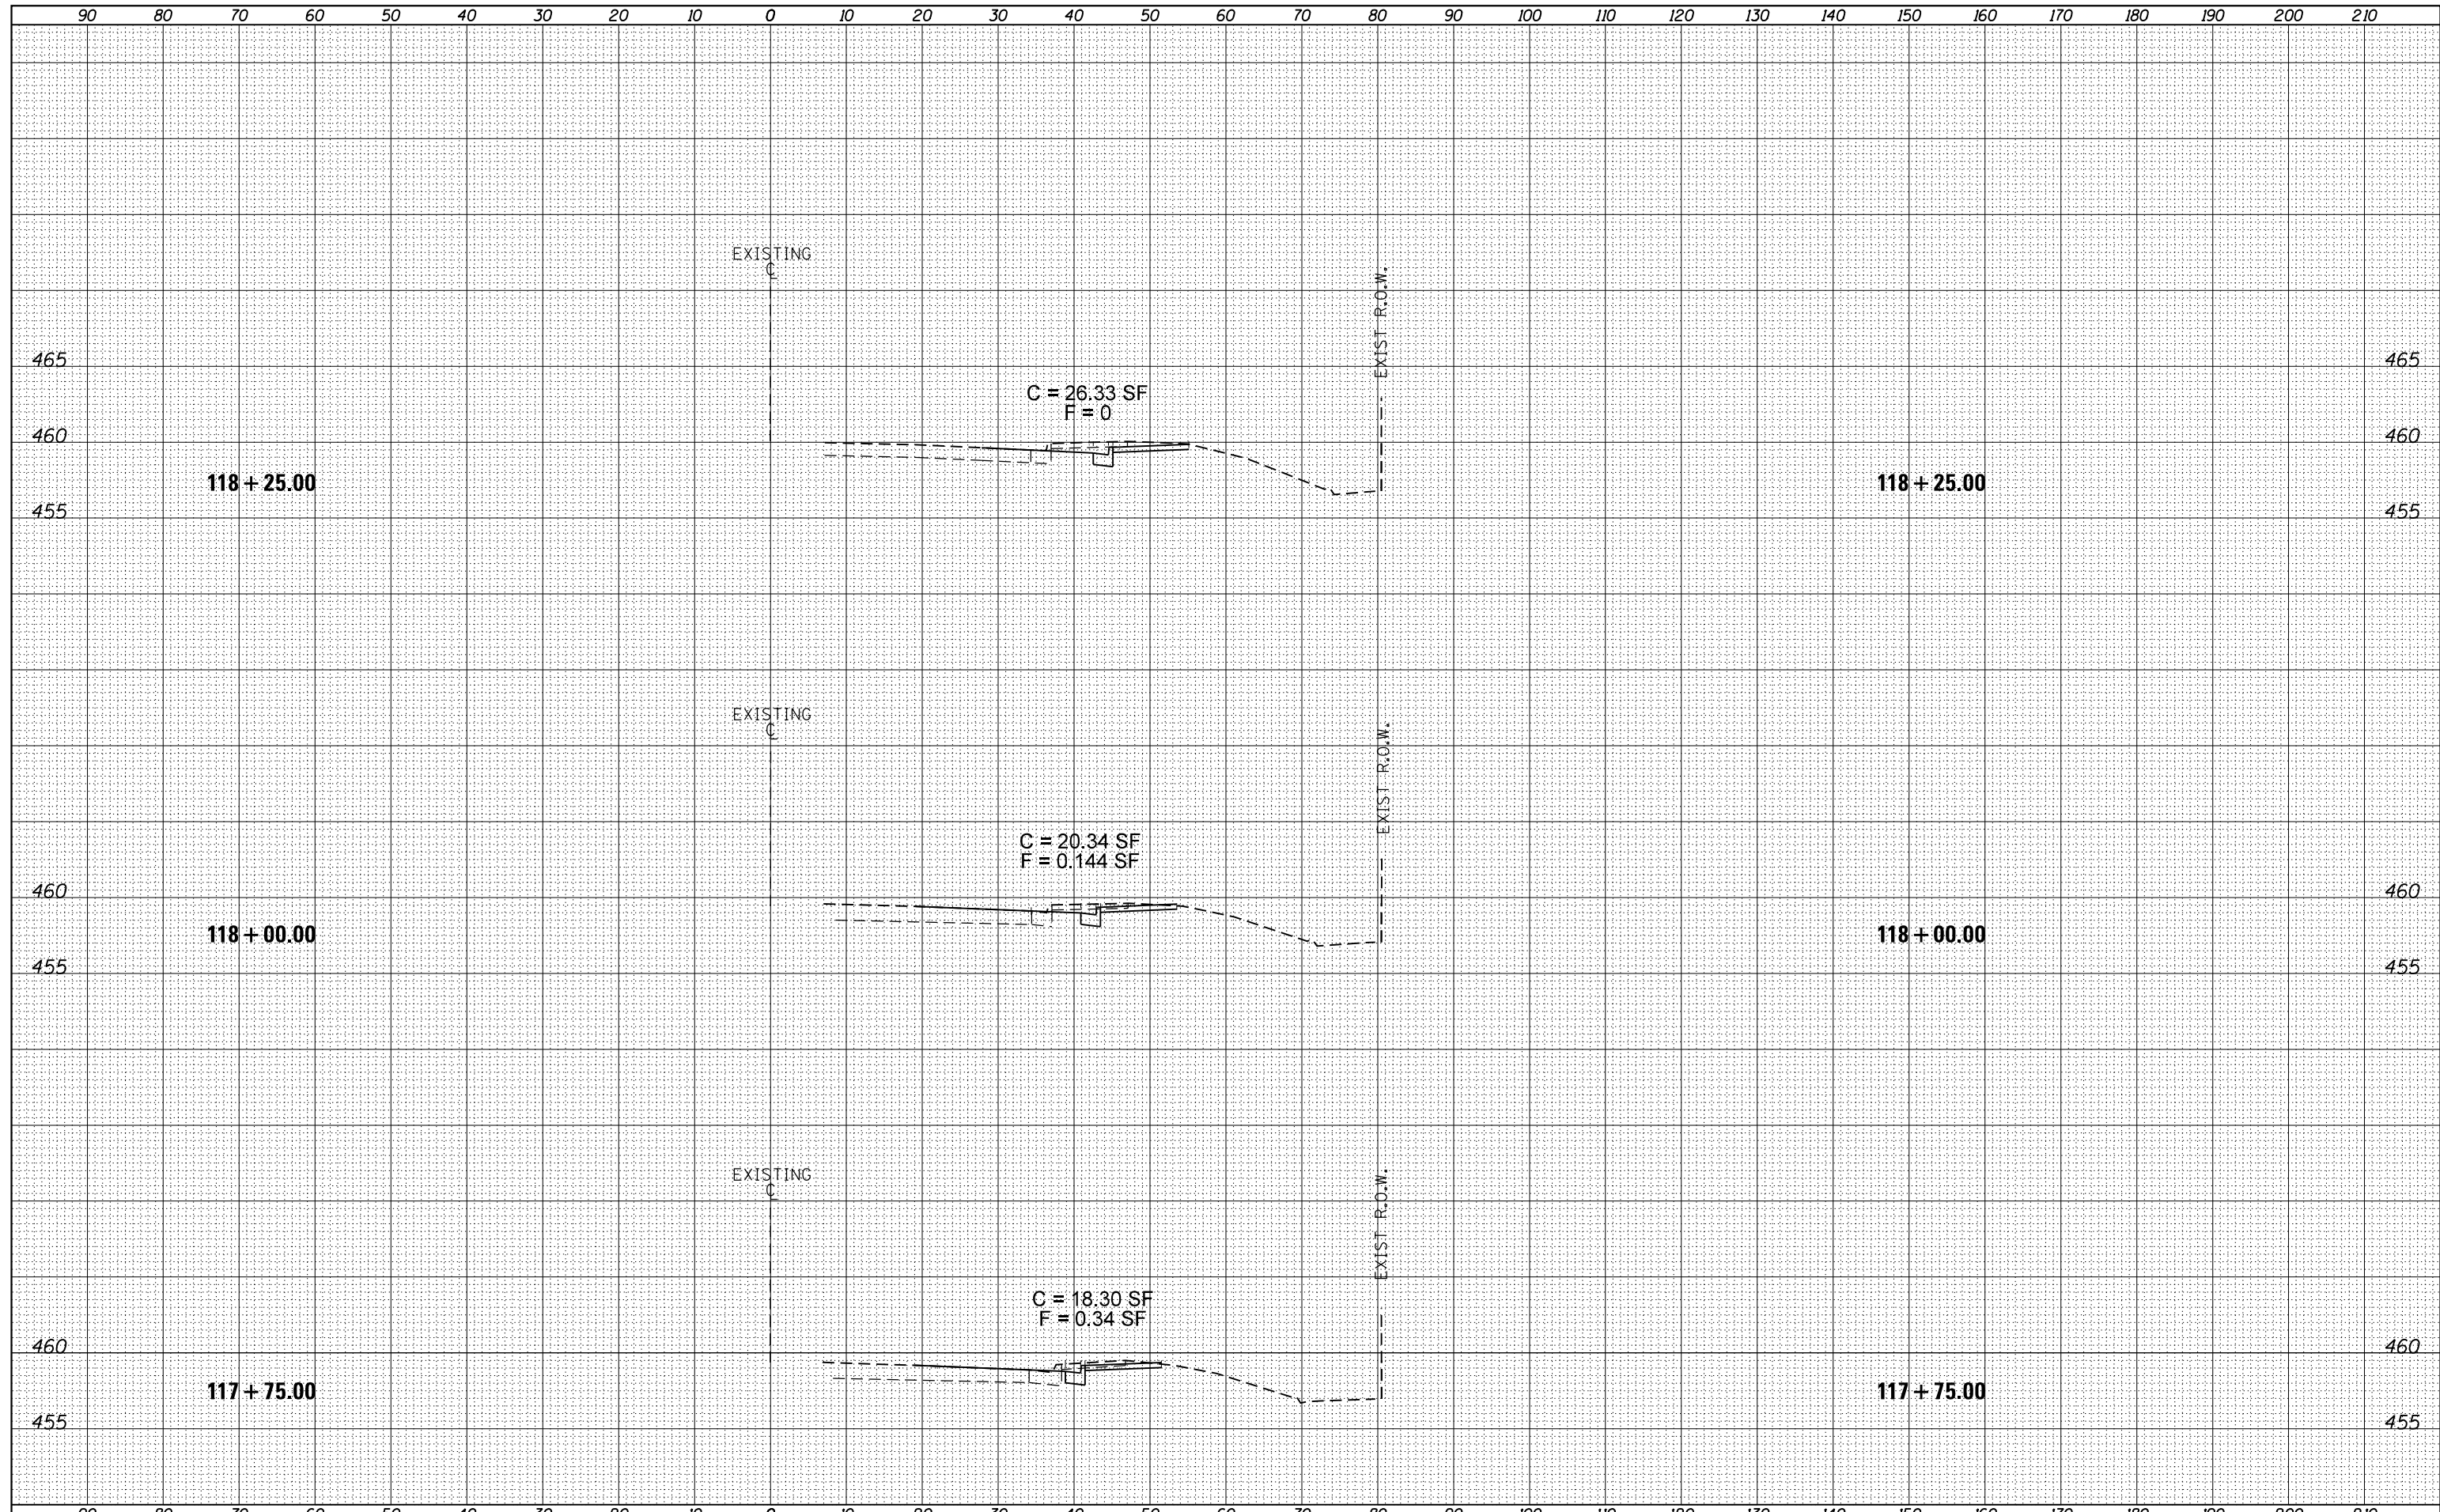 90 80 70 60 50 40 30 20 10 0 10 20 30 40 50 60 70 80 90 100 110 120 130 140 150 160 170 180 190 200 210
EXISTING
℄
EXIST R.O.W.
465 465
C = 26.33 SF
F = 0
460 460
118+25.00 118+25.00
455 455
EXISTING
℄
EXIST R.O.W.
C = 20.34 SF
F = 0.144 SF
460 460
118+00.00 118+00.00
455 455
EXISTING
℄
EXIST R.O.W.
C = 18.30 SF
F = 0.34 SF
460 460
117+75.00 117+75.00
455 455